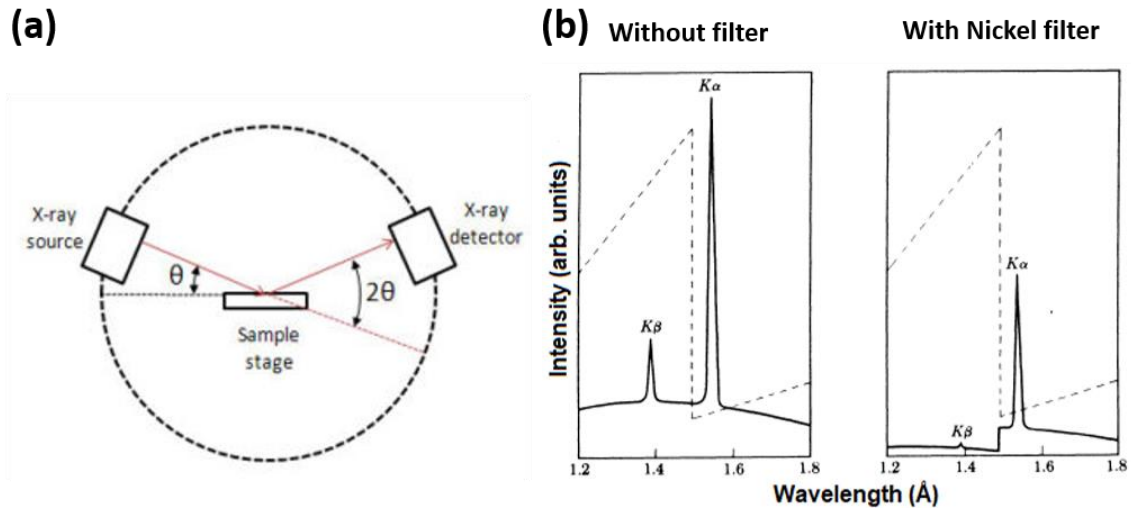 (a)
X-ray
source
θ
2θ
X-ray
detector
Sample
stage
(b)
Without filter
With Nickel filter
Intensity (arb. units)
Kα
Kβ
1.2
1.4
1.6
1.8
Kα
Kβ
1.2
1.4
1.6
1.8
Wavelength (Å)